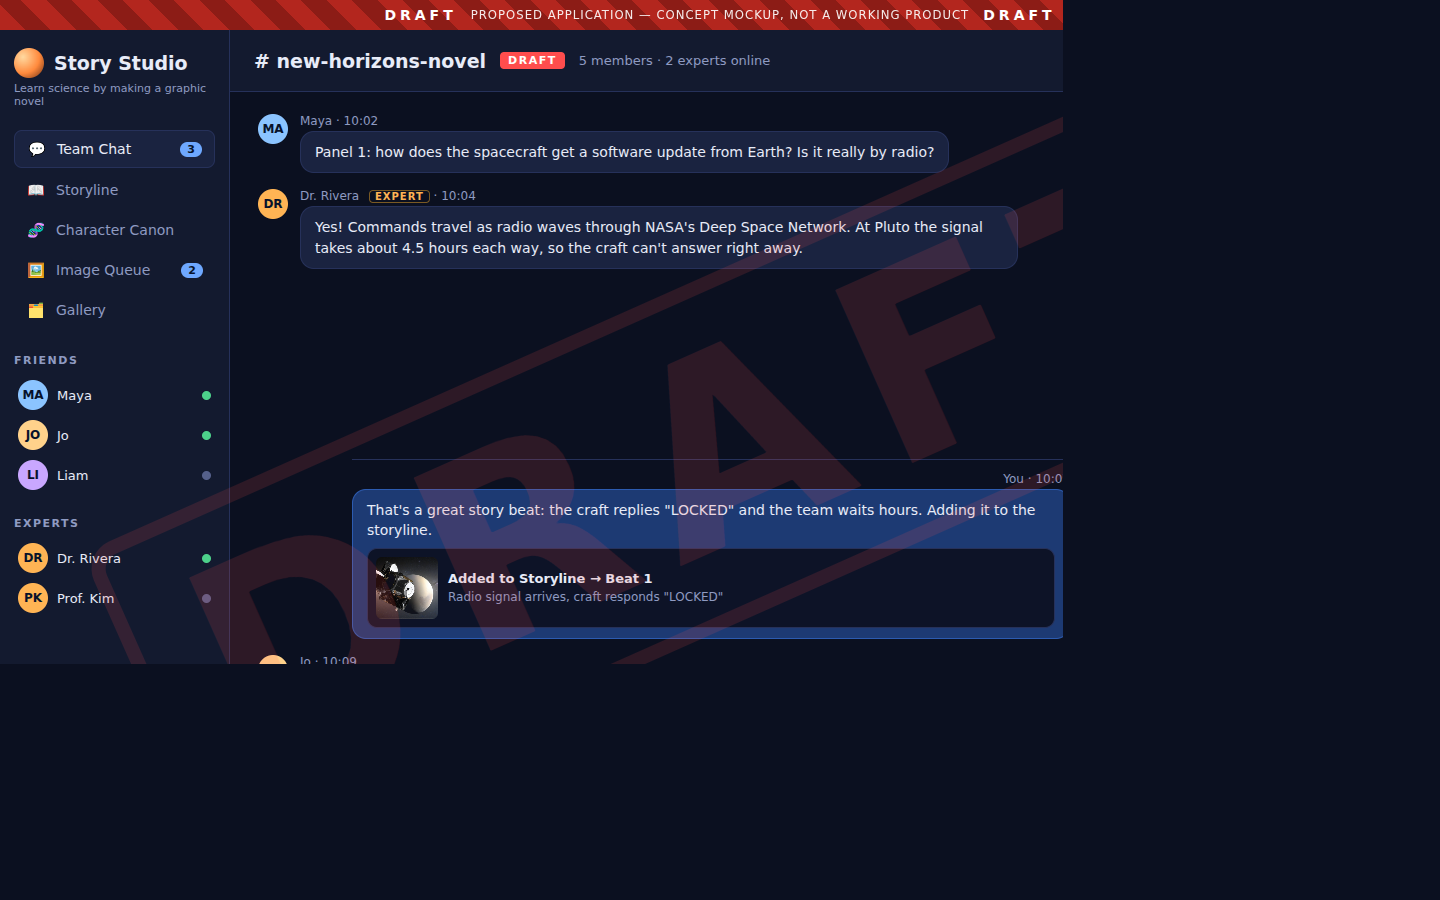 DRAFT PROPOSED APPLICATION — CONCEPT MOCKUP, NOT A WORKING PRODUCT DRAFT
Story Studio
Learn science by making a graphic
novel
💬 Team Chat 3
📖 Storyline
🧬 Character Canon
🖼️ Image Queue 2
🗂️ Gallery
FRIENDS
MA Maya
JO Jo
LI Liam
EXPERTS
DR Dr. Rivera
PK Prof. Kim
# new-horizons-novel DRAFT 5 members · 2 experts online
MA Maya · 10:02
Panel 1: how does the spacecraft get a software update from Earth? Is it really by radio?
DR Dr. Rivera EXPERT · 10:04
Yes! Commands travel as radio waves through NASA's Deep Space Network. At Pluto the signal
takes about 4.5 hours each way, so the craft can't answer right away.
You · 10:0
That's a great story beat: the craft replies "LOCKED" and the team waits hours. Adding it to the
storyline.
Added to Storyline → Beat 1
Radio signal arrives, craft responds "LOCKED"
Jo · 10:09
DRAF